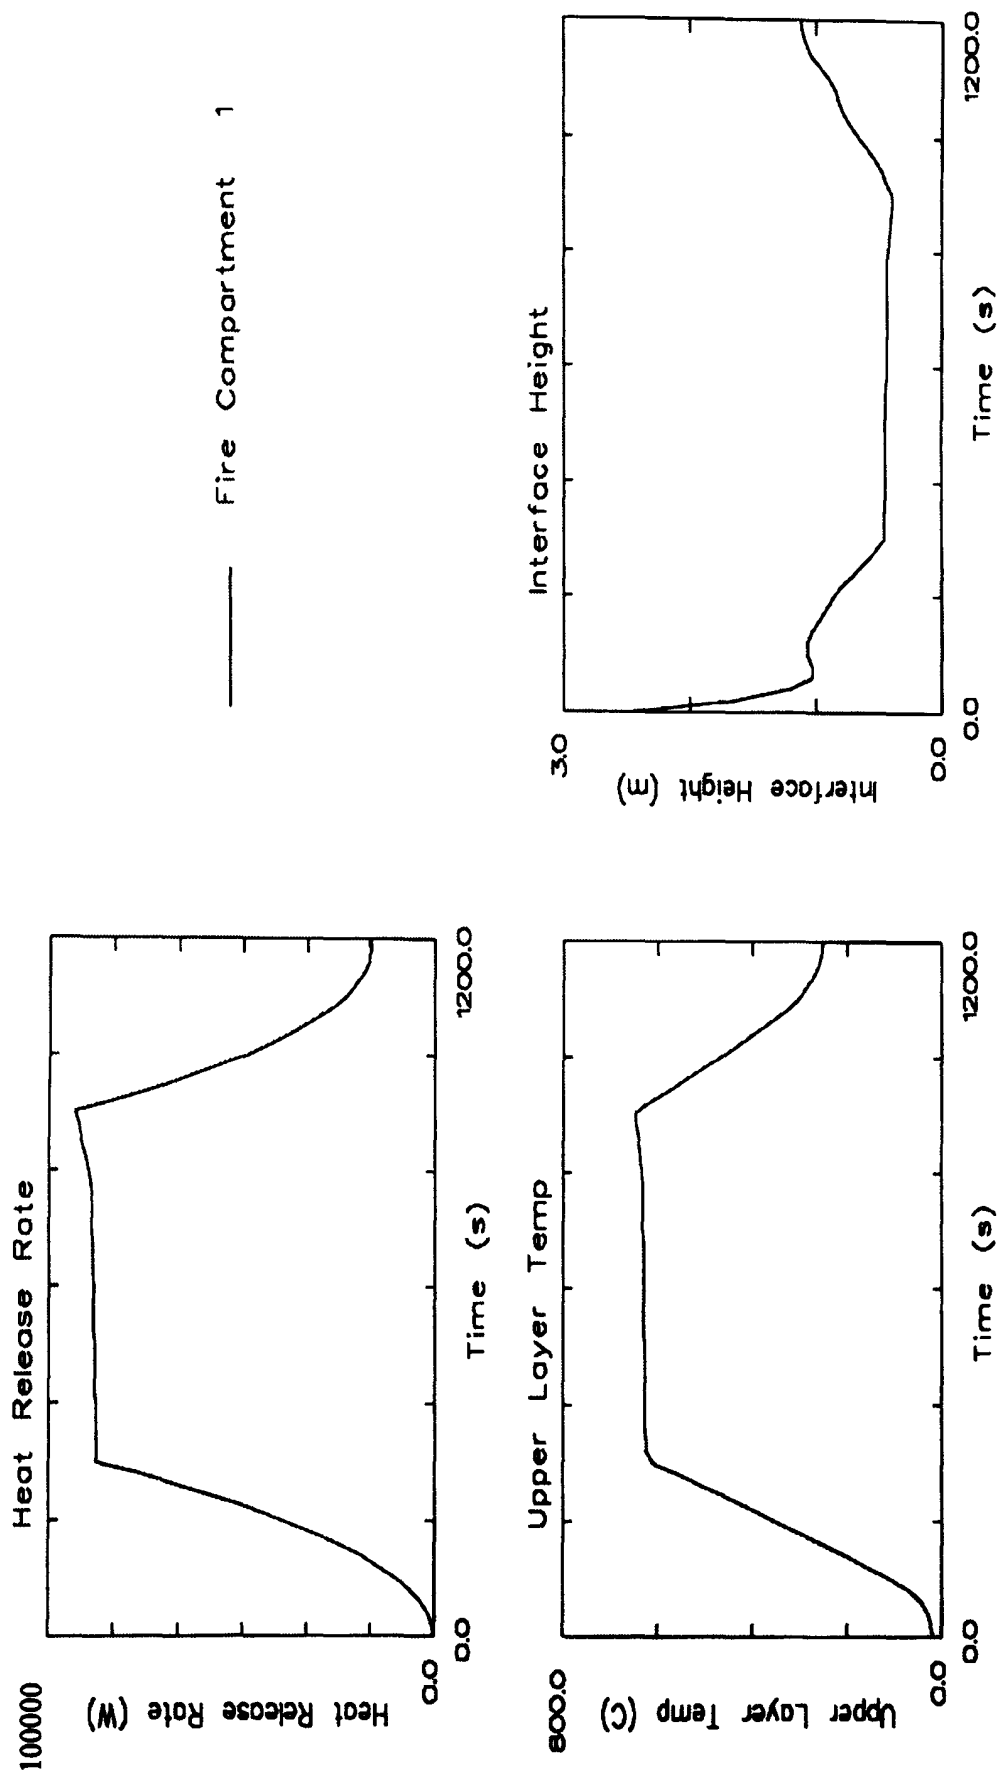 Heat Release Rate
100000
Heat Release Rate (W)
0.0
0.0
1200.0
Time (s)
Fire Compartment 1
Upper Layer Temp
800.0
Upper Layer Temp (C)
0.0
0.0
1200.0
Time (s)
Interface Height
3.0
Interface Height (m)
0.0
0.0
1200.0
Time (s)